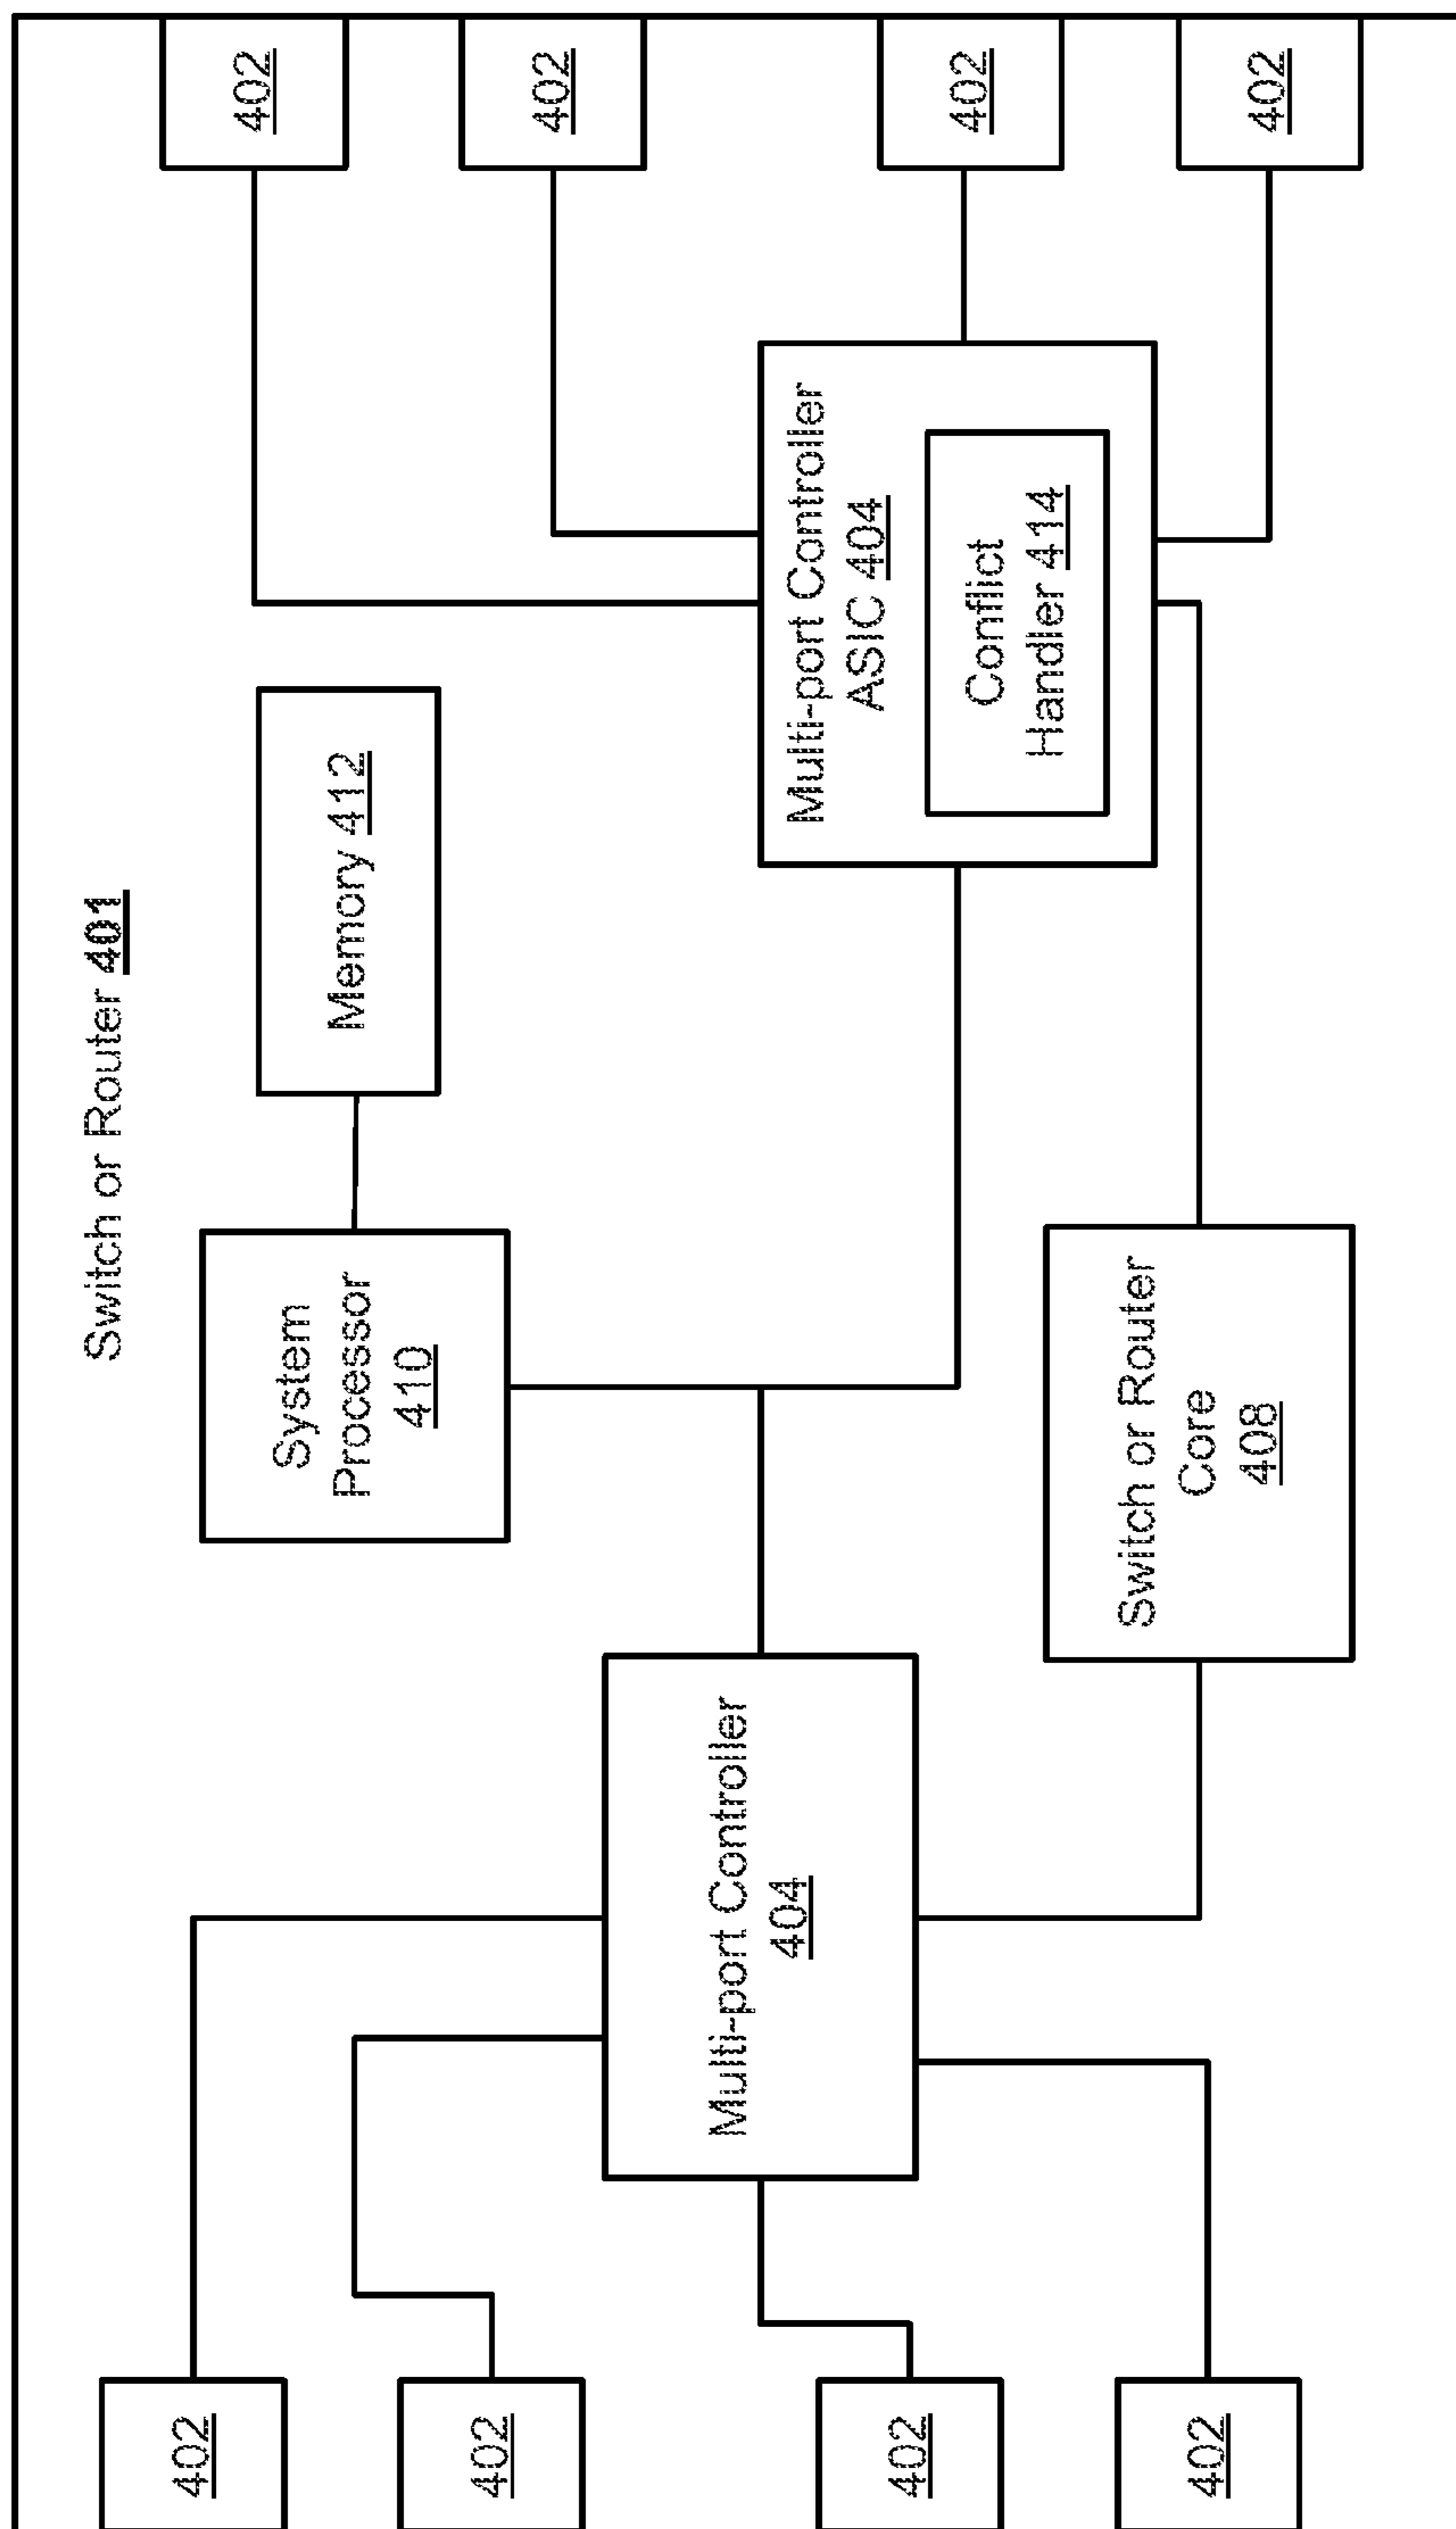 Switch or Router 401
402
402
402
402
Multi-port Controller
404
System
Processor
410
Memory 412
Switch or Router
Core
408
Multi-port Controller
ASIC 404
Conflict
Handler 414
402
402
402
402